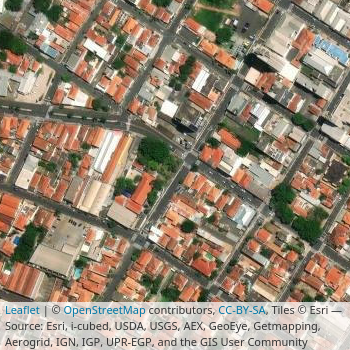 Leaflet | © OpenStreetMap contributors, CC-BY-SA, Tiles © Esri —
Source: Esri, i-cubed, USDA, USGS, AEX, GeoEye, Getmapping,
Aerogrid, IGN, IGP, UPR-EGP, and the GIS User Community